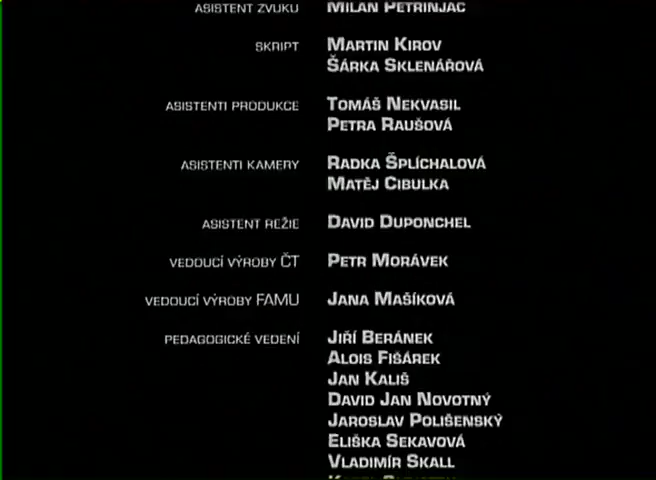 ASISTENT ZVUKU MILAN PETRINJAC
SKRIPT MARTIN KIROV
ŠÁRKA SKLENÁŘOVÁ
ASISTENTI PRODUKCE TOMÁŠ NEKVASIL
PETRA RAUŠOVÁ
ASISTENTI KAMERY RADKA ŠPLÍCHALOVÁ
MATĚJ CIBULKA
ASISTENT REŽIE DAVID DUPONCHEL
VEDOUCÍ VÝROBY ČT PETR MORÁVEK
VEDOUCÍ VÝROBY FAMU JANA MAŠÍKOVÁ
PEDAGOGICKÉ VEDENÍ JIŘÍ BERÁNEK
ALOIS FIŠÁREK
JAN KALIŠ
DAVID JAN NOVOTNÝ
JAROSLAV POLIŠENSKÝ
ELIŠKA SEKAVOVÁ
VLADIMÍR SKALL